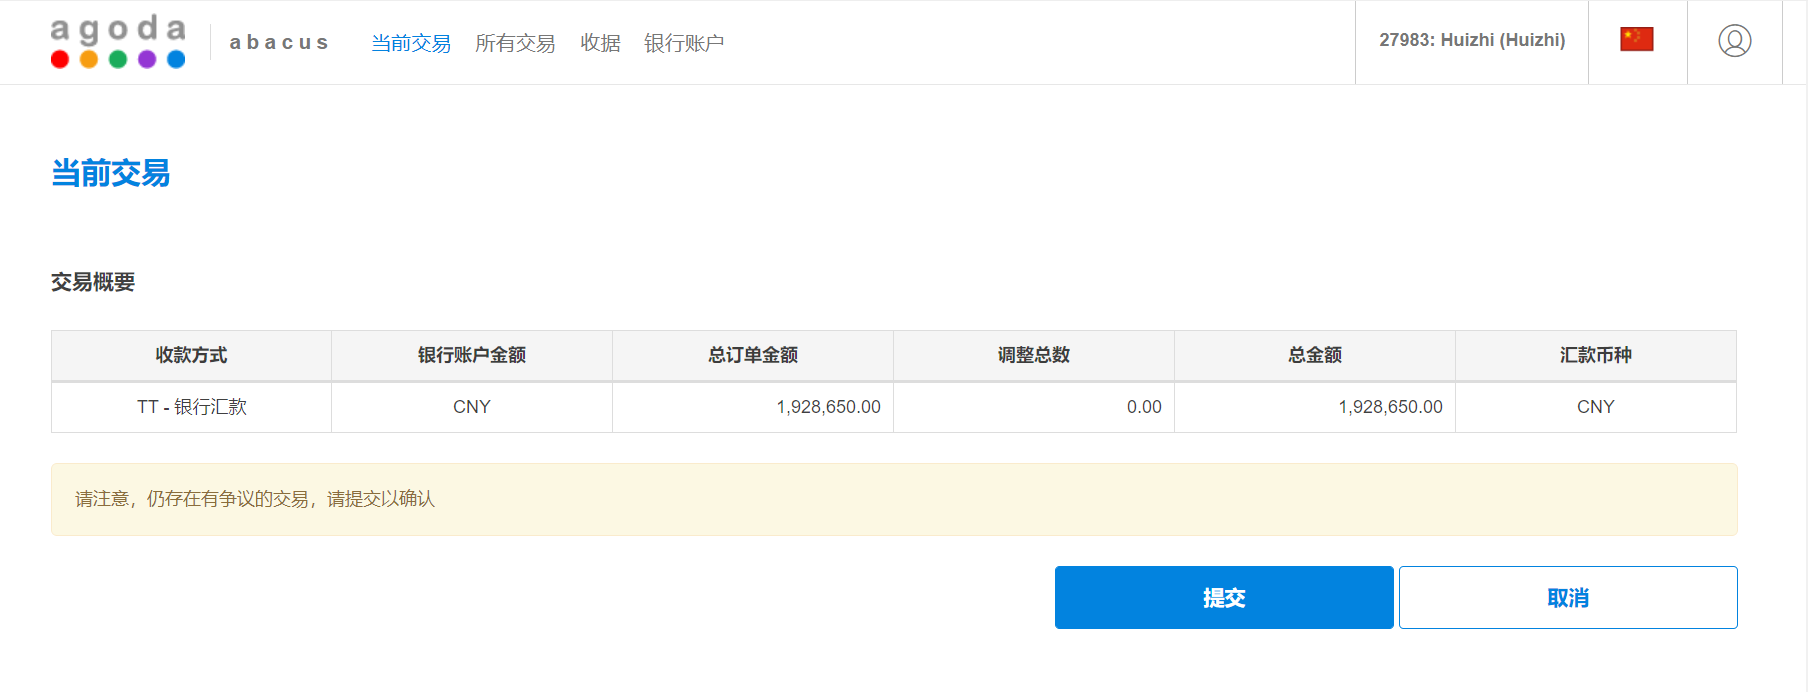 agoda
abacus 当前交易 所有交易 收据 银行账户 27983: Huizhi (Huizhi)
当前交易
交易概要
收款方式 银行账户金额 总订单金额 调整总数 总金额 汇款币种
TT - 银行汇款 CNY 1,928,650.00 0.00 1,928,650.00 CNY
请注意，仍存在有争议的交易，请提交以确认
提交 取消